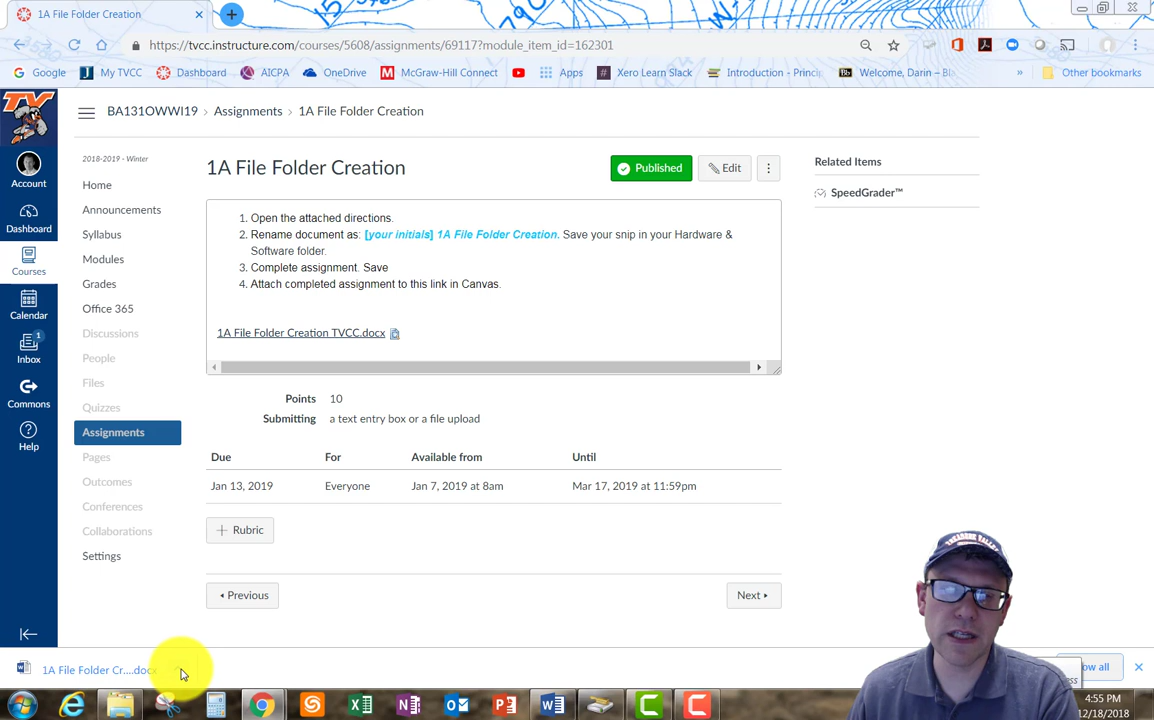 1A File Folder Creation
https://tvcc.instructure.com/courses/5608/assignments/69117?module_item_id=162301
Google My TVCC Dashboard AICPA OneDrive McGraw-Hill Connect Apps Xero Learn Slack Introduction - Princi Welcome, Darin – Bl » Other bookmarks
TV
BA131OWWI19 › Assignments › 1A File Folder Creation
2018-2019 - Winter
Account
Dashboard
Courses
Calendar
1
Inbox
Commons
Help
Home
Announcements
Syllabus
Modules
Grades
Office 365
Discussions
People
Files
Quizzes
Assignments
Pages
Outcomes
Conferences
Collaborations
Settings
1A File Folder Creation
Published
Edit
Related Items
SpeedGrader™
1. Open the attached directions.
2. Rename document as: [your initials] 1A File Folder Creation. Save your snip in your Hardware &
Software folder.
3. Complete assignment. Save
4. Attach completed assignment to this link in Canvas.
1A File Folder Creation TVCC.docx
Points 10
Submitting a text entry box or a file upload
Due For Available from Until
Jan 13, 2019 Everyone Jan 7, 2019 at 8am Mar 17, 2019 at 11:59pm
+ Rubric
Previous
Next
1A File Folder Cr....docx
ow all
TREASURE VALLEY
4:55 PM
12/18/2018